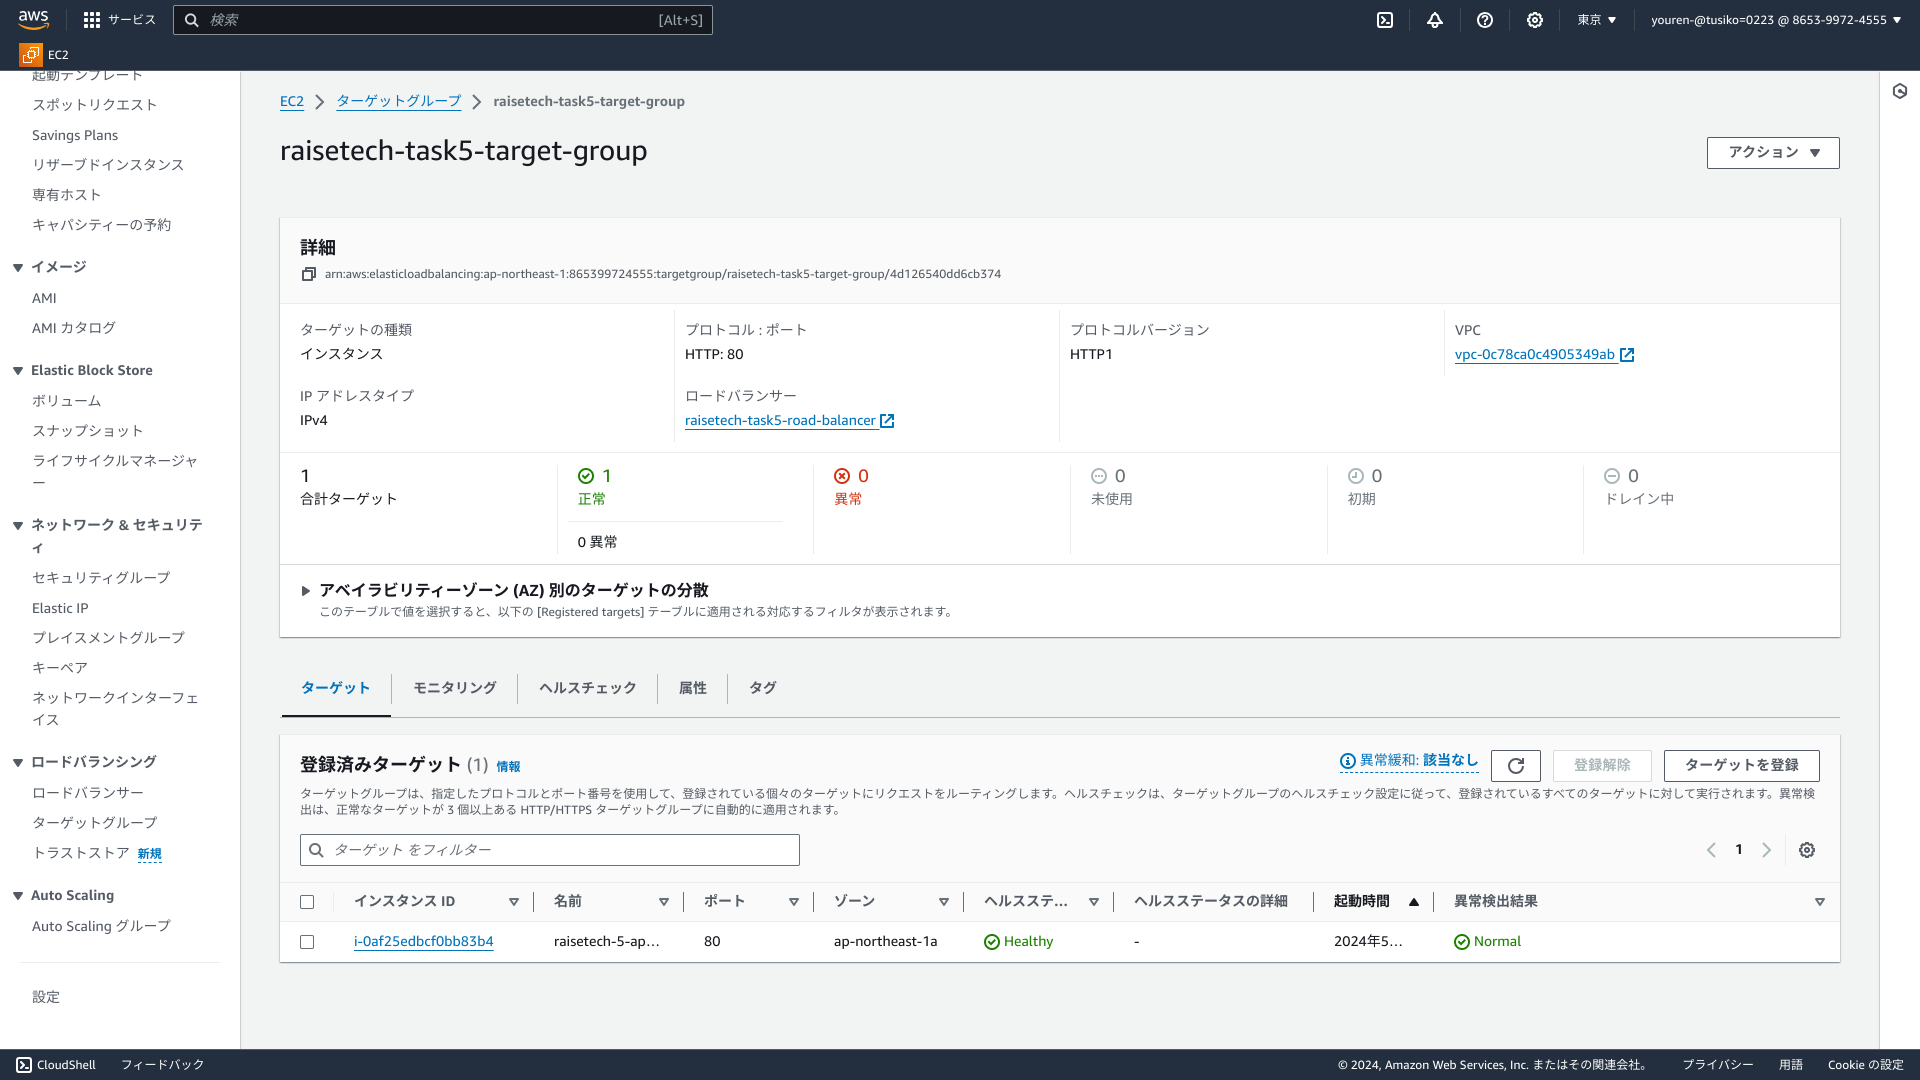 aws
サービス
検索
[Alt+S]
東京
youren-@tusiko=0223 @ 8653-9972-4555
EC2
起動テンプレート
スポットリクエスト
Savings Plans
リザーブドインスタンス
専有ホスト
キャパシティーの予約
イメージ
AMI
AMI カタログ
Elastic Block Store
ボリューム
スナップショット
ライフサイクルマネージャ
ー
ネットワーク & セキュリテ
ィ
セキュリティグループ
Elastic IP
プレイスメントグループ
キーペア
ネットワークインターフェ
イス
ロードバランシング
ロードバランサー
ターゲットグループ
トラストストア 新規
Auto Scaling
Auto Scaling グループ
設定
EC2 ターゲットグループ raisetech-task5-target-group
raisetech-task5-target-group
アクション
詳細
arn:aws:elasticloadbalancing:ap-northeast-1:865399724555:targetgroup/raisetech-task5-target-group/4d126540dd6cb374
ターゲットの種類
インスタンス
プロトコル : ポート
HTTP: 80
プロトコルバージョン
HTTP1
VPC
vpc-0c78ca0c4905349ab
IP アドレスタイプ
IPv4
ロードバランサー
raisetech-task5-road-balancer
1
合計ターゲット
1
正常
0 異常
0
異常
0
未使用
0
初期
0
ドレイン中
アベイラビリティーゾーン (AZ) 別のターゲットの分散
このテーブルで値を選択すると、以下の [Registered targets] テーブルに適用される対応するフィルタが表示されます。
ターゲット
モニタリング
ヘルスチェック
属性
タグ
登録済みターゲット (1) 情報
異常緩和: 該当なし
登録解除
ターゲットを登録
ターゲットグループは、指定したプロトコルとポート番号を使用して、登録されている個々のターゲットにリクエストをルーティングします。ヘルスチェックは、ターゲットグループのヘルスチェック設定に従って、登録されているすべてのターゲットに対して実行されます。異常検
出は、正常なターゲットが 3 個以上ある HTTP/HTTPS ターゲットグループに自動的に適用されます。
ターゲット をフィルター
1
インスタンス ID 名前 ポート ゾーン ヘルスステ... ヘルスステータスの詳細 起動時間 異常検出結果
i-0af25edbcf0bb83b4 raisetech-5-ap... 80 ap-northeast-1a Healthy - 2024年5... Normal
CloudShell
フィードバック
© 2024, Amazon Web Services, Inc. またはその関連会社。
プライバシー
用語
Cookie の設定